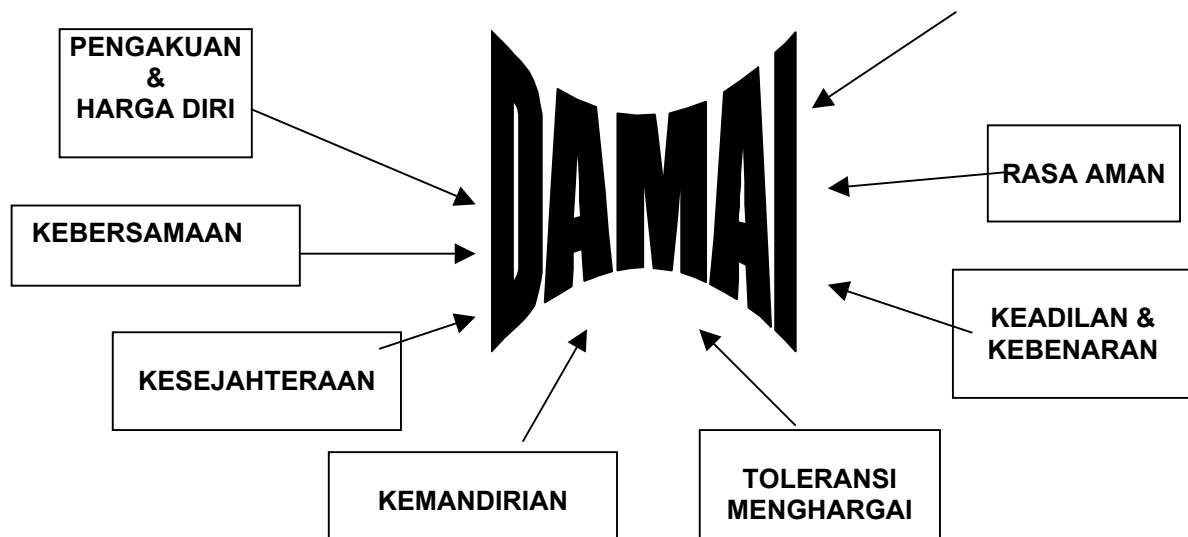 PENGAKUAN
&
HARGA DIRI
DAMAI
RASA AMAN
KEBERSAMAAN
KEADILAN &
KEBENARAN
KESEJAHTERAAN
KEMANDIRIAN
TOLERANSI
MENGHARGAI